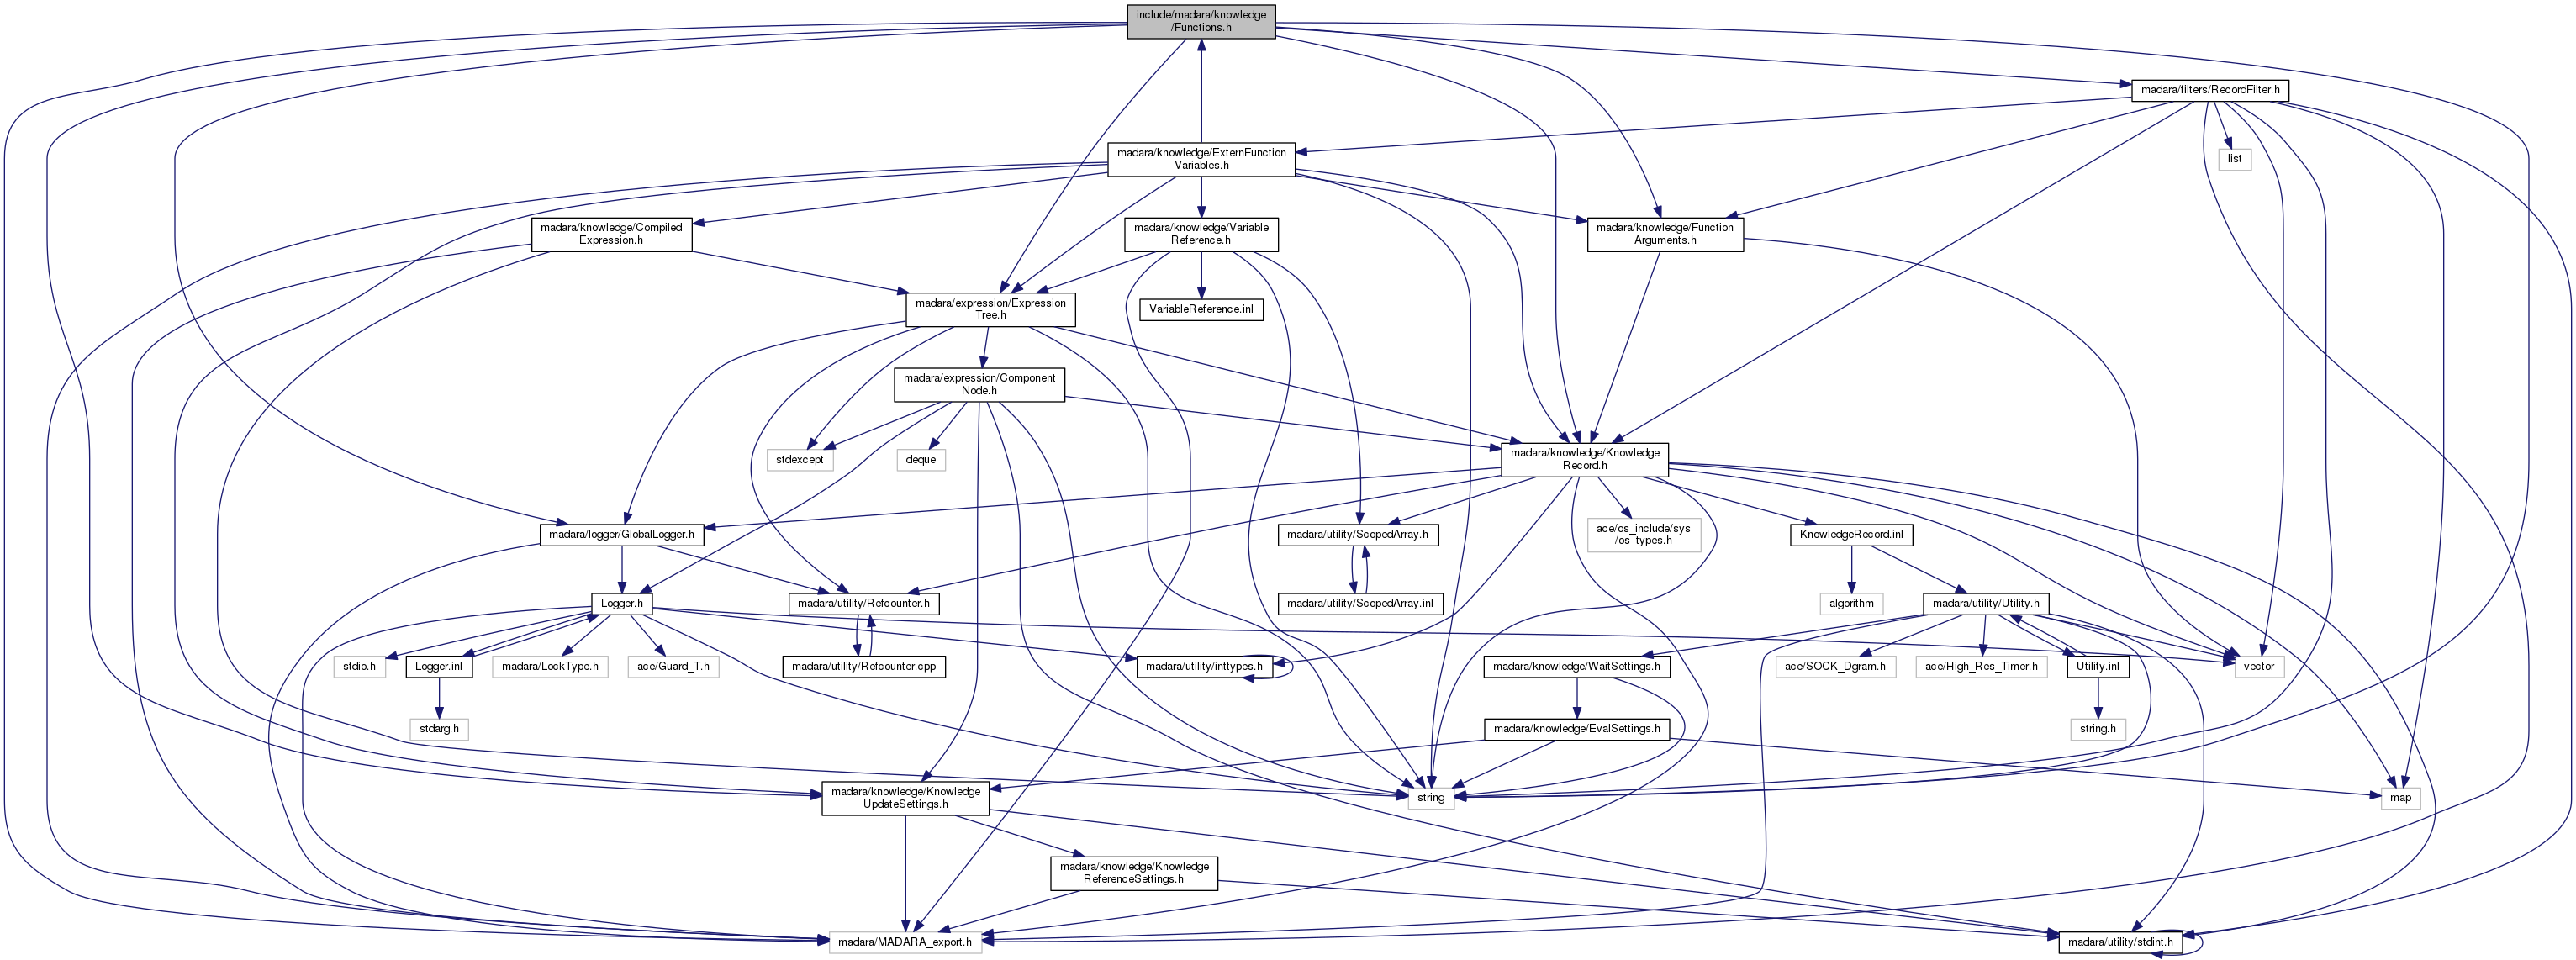 include/madara/knowledge
/Functions.h
madara/filters/RecordFilter.h
madara/knowledge/ExternFunction
Variables.h
list
madara/knowledge/Compiled
Expression.h
madara/knowledge/Variable
Reference.h
madara/knowledge/Function
Arguments.h
madara/expression/Expression
Tree.h
VariableReference.inl
madara/expression/Component
Node.h
stdexcept
deque
madara/knowledge/Knowledge
Record.h
madara/logger/GlobalLogger.h
madara/utility/ScopedArray.h
ace/os_include/sys
/os_types.h
KnowledgeRecord.inl
Logger.h
madara/utility/Refcounter.h
madara/utility/ScopedArray.inl
algorithm
madara/utility/Utility.h
stdio.h
Logger.inl
madara/LockType.h
ace/Guard_T.h
madara/utility/Refcounter.cpp
madara/utility/inttypes.h
madara/knowledge/WaitSettings.h
ace/SOCK_Dgram.h
ace/High_Res_Timer.h
Utility.inl
vector
stdarg.h
madara/knowledge/EvalSettings.h
string.h
madara/knowledge/Knowledge
UpdateSettings.h
string
map
madara/knowledge/Knowledge
ReferenceSettings.h
madara/MADARA_export.h
madara/utility/stdint.h